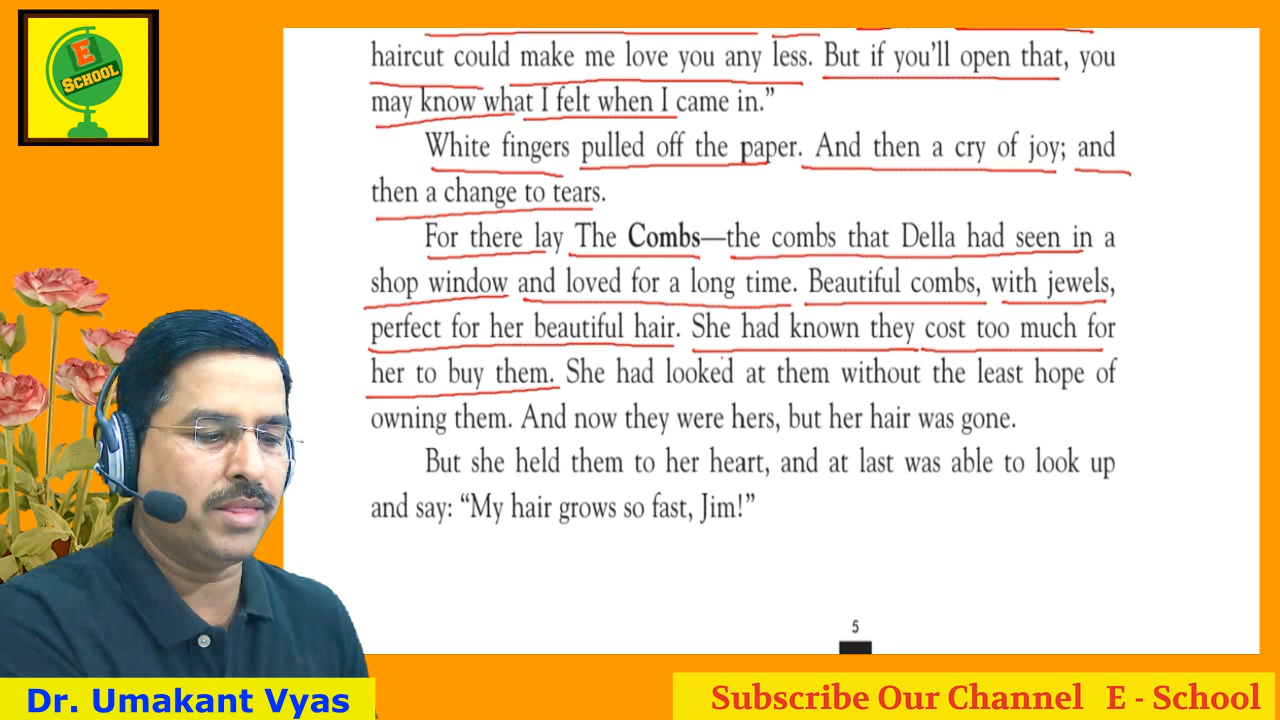 E
SCHOOL
haircut could make me love you any less. But if you’ll open that, you
may know what I felt when I came in.”
White fingers pulled off the paper. And then a cry of joy; and
then a change to tears.
For there lay The Combs—the combs that Della had seen in a
shop window and loved for a long time. Beautiful combs, with jewels,
perfect for her beautiful hair. She had known they cost too much for
her to buy them. She had looked at them without the least hope of
owning them. And now they were hers, but her hair was gone.
But she held them to her heart, and at last was able to look up
and say: “My hair grows so fast, Jim!”
5
Dr. Umakant Vyas
Subscribe Our Channel E - School